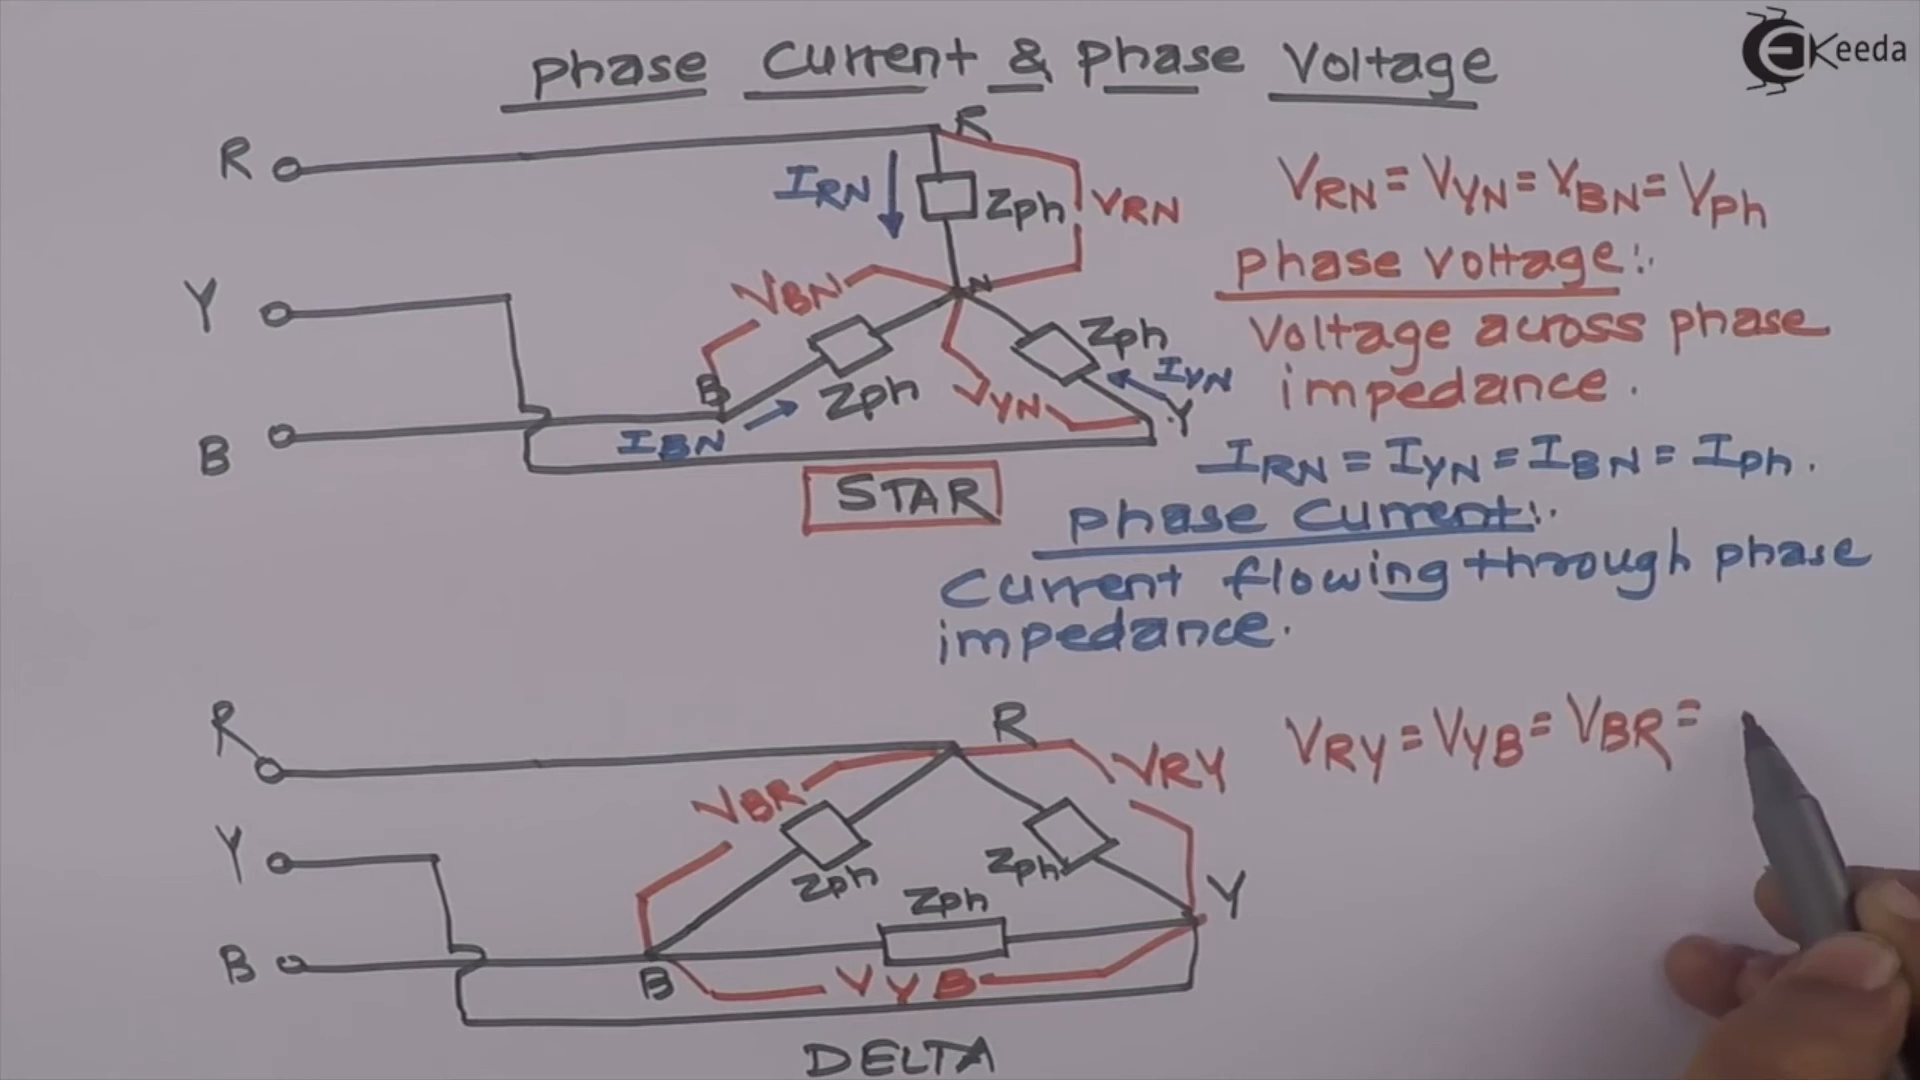 Phase Current & Phase Voltage
EKeeda
R
R
IRN
Zph
VRN
VRN = VYN = VBN = Vph
Phase Voltage:
Voltage across phase
impedance.
Y
VBN
N
Zph
IYN
B
Zph
VYN
Y
B
IBN
STAR
IRN = IYN = IBN = Iph.
Phase Current:
Current flowing through phase
impedance.
R
R
VRY = VYB = VBR =
VBR
VRY
Y
Zph
Zph
Zph
Y
B
B
VYB
DELTA